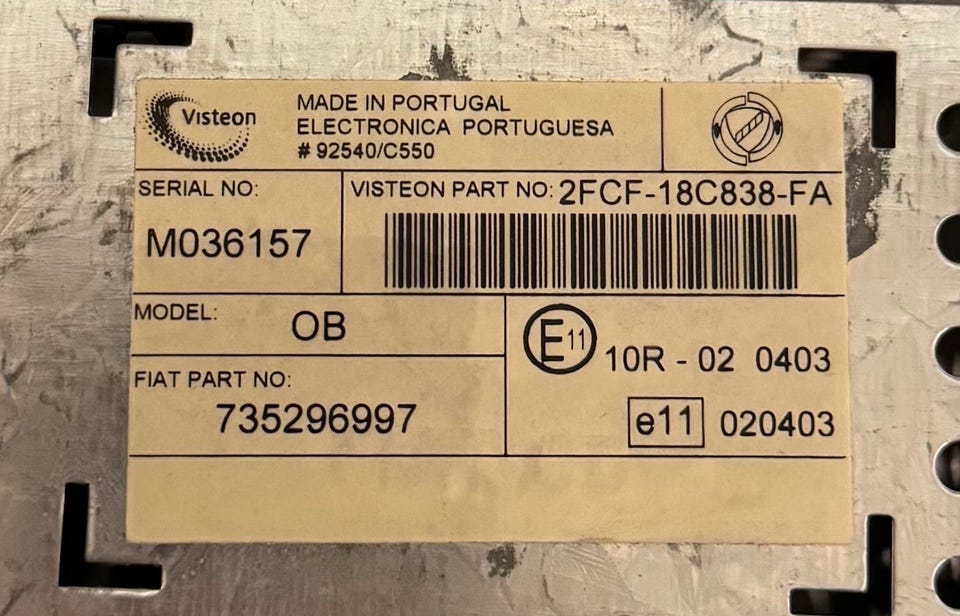 Visteon
MADE IN PORTUGAL
ELECTRONICA PORTUGUESA
# 92540/C550
SERIAL NO:
M036157
VISTEON PART NO: 2FCF-18C838-FA
MODEL: OB
FIAT PART NO:
735296997
E11
10R - 02 0403
e11 020403